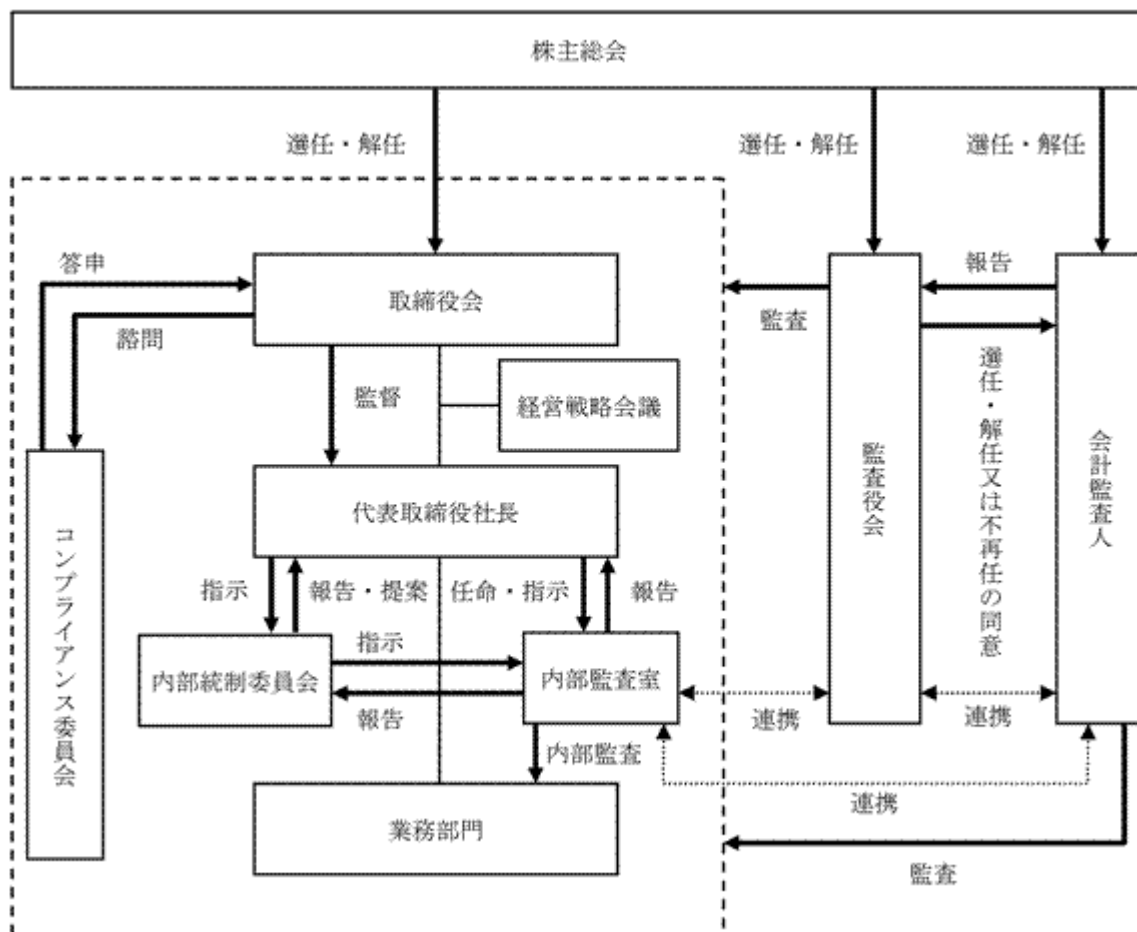 株主総会
選任・解任
選任・解任
選任・解任
答申
取締役会
報告
諮問
監査
監督
経営戦略会議
選任・解任又は不再任の同意
監査役会
会計監査人
コンプライアンス委員会
代表取締役社長
指示
報告・提案
任命・指示
報告
指示
内部統制委員会
内部監査室
報告
連携
連携
内部監査
連携
業務部門
監査